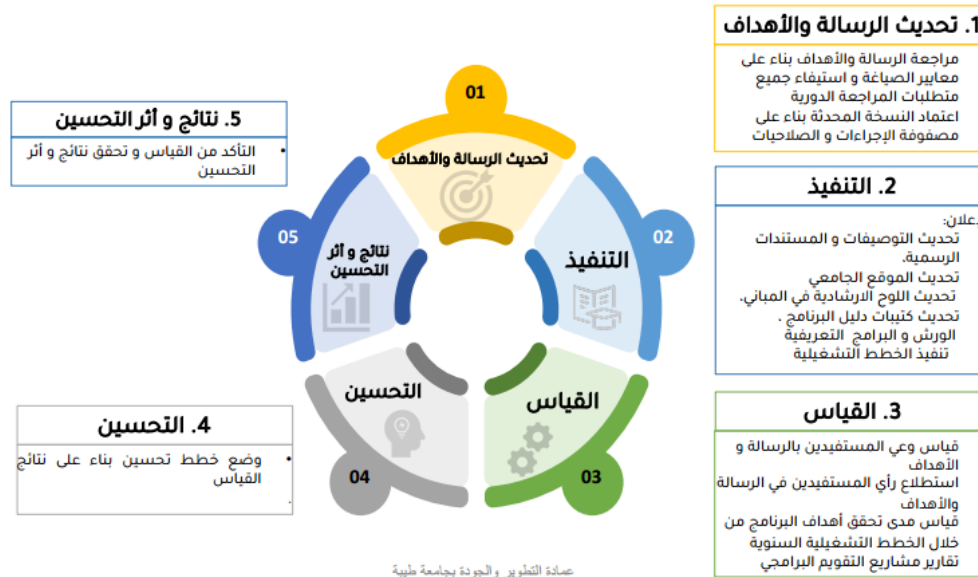 1. تحديث الرسالة والأهداف
مراجعة الرسالة والأهداف بناء على
معايير الصياغة و استيفاء جميع
متطلبات المراجعة الدورية
اعتماد النسخة المحدثة بناء على
مصفوفة الإجراءات و الصلاحيات
2. التنفيذ
علان:
تحديث التوصيفات و المستندات
الرسمية.
تحديث الموقع الجامعي
تحديث اللوح الارشادية في المباني.
تحديث كتيبات دليل البرنامج .
الورش و البرامج التعريفية
تنفيذ الخطط التشغيلية
3. القياس
قياس وعي المستفيدين بالرسالة و
الأهداف
استطلاع رأي المستفيدين في الرسالة
والأهداف
قياس مدى تحقق أهداف البرنامج من
خلال الخطط التشغيلية السنوية
تقارير مشاريع التقويم البرامجي
01
تحديث الرسالة والأهداف
02
التنفيذ
03
القياس
04
التحسين
05
نتائج و أثر
التحسين
5. نتائج و أثر التحسين
• التأكد من القياس و تحقق نتائج و أثر
التحسين
4. التحسين
• وضع خطط تحسين بناء على نتائج
القياس
.
عمادة التطوير والجودة بجامعة طيبة